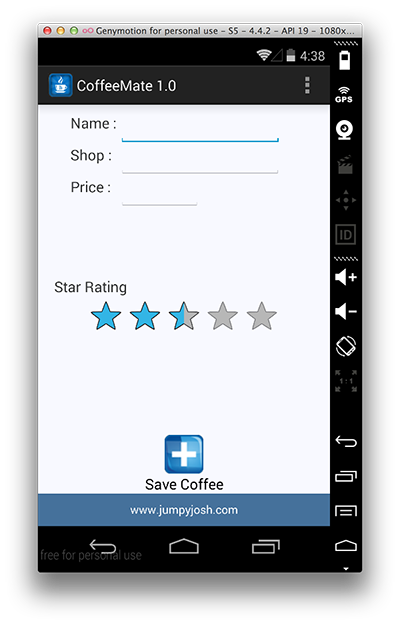 Genymotion for personal use - S5 - 4.4.2 - API 19 - 1080x...
4:38
CoffeeMate 1.0
GPS
Name :
Shop :
Price :
ID
Star Rating
1:1
Save Coffee
www.jumpyjosh.com
free for personal use